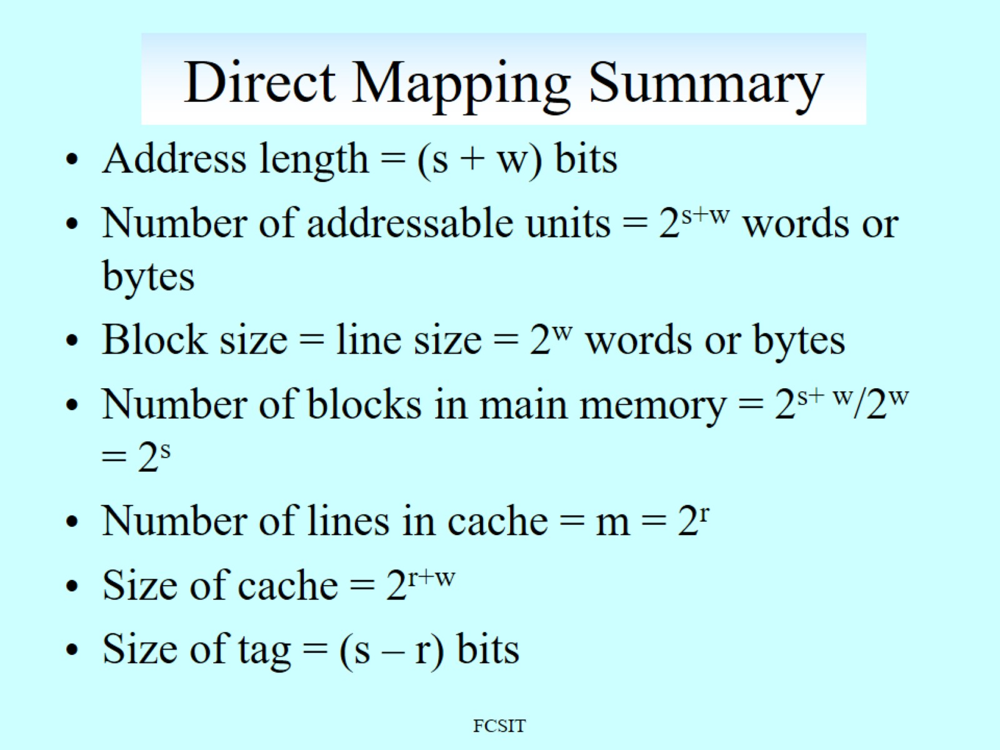 Direct Mapping Summary
• Address length = (s + w) bits
• Number of addressable units = 2^{s+w} words or
bytes
• Block size = line size = 2^{w} words or bytes
• Number of blocks in main memory = 2^{s+ w}/2^{w}
= 2^{s}
• Number of lines in cache = m = 2^{r}
• Size of cache = 2^{r+w}
• Size of tag = (s – r) bits
FCSIT